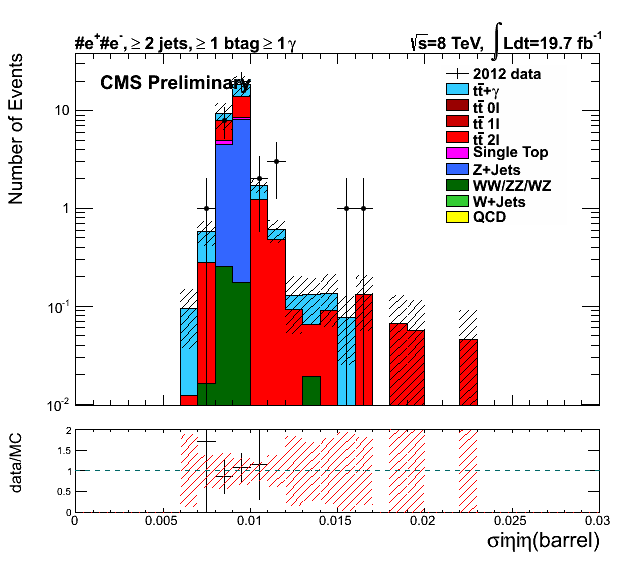 #e⁺#e⁻, ≥ 2 jets, ≥ 1 btag ≥ 1γ
√s=8 TeV, ∫Ldt=19.7 fb⁻¹
CMS Preliminary
Number of Events
10
1
10⁻¹
10⁻²
2012 data
tt̄+γ
tt̄ 0l
tt̄ 1l
tt̄ 2l
Single Top
Z+Jets
WW/ZZ/WZ
W+Jets
QCD
data/MC
2
1.5
1
0.5
0
0 0.005 0.01 0.015 0.02 0.025 0.03
σiηiη(barrel)